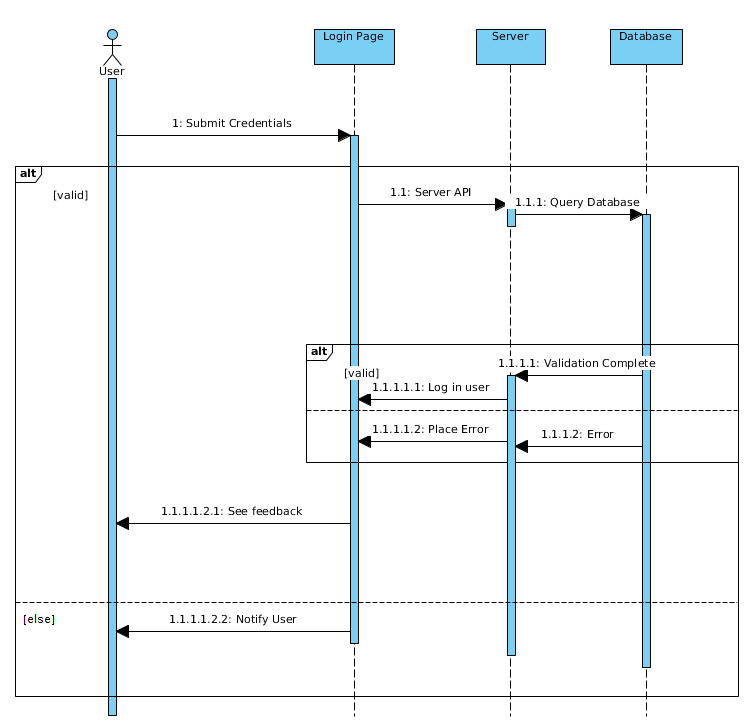 Login Page
Server
Database
User
1: Submit Credentials
alt
[valid]
1.1: Server API
1.1.1: Query Database
alt
1.1.1.1: Validation Complete
[valid]
1.1.1.1.1: Log in user
1.1.1.1.2: Place Error
1.1.1.2: Error
1.1.1.1.2.1: See feedback
[else]
1.1.1.1.2.2: Notify User